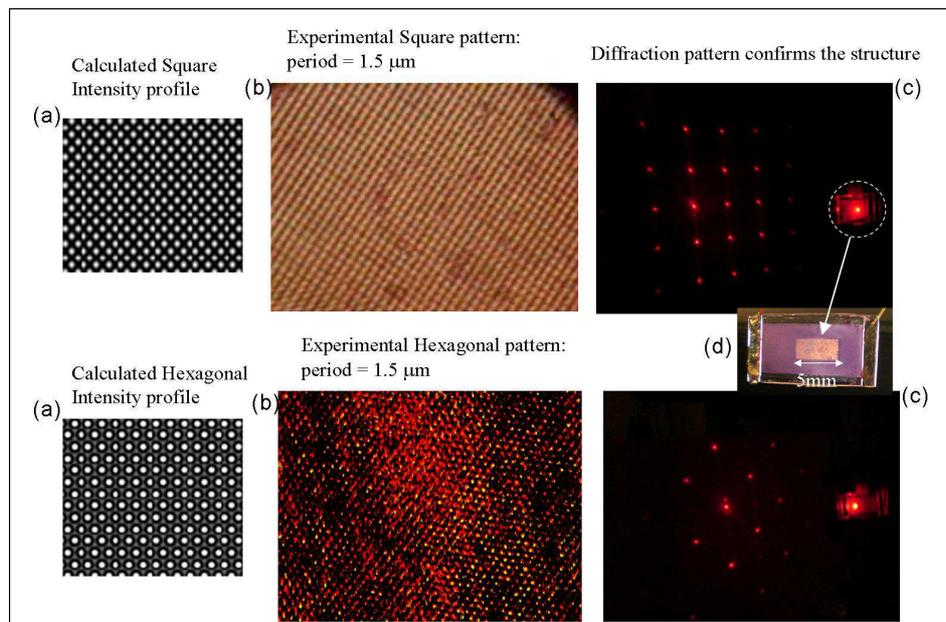 Calculated Square
Intensity profile
(a)
Experimental Square pattern:
period = 1.5 μm
(b)
Diffraction pattern confirms the structure
(c)
(d)
5mm
Calculated Hexagonal
Intensity profile
(a)
Experimental Hexagonal pattern:
period = 1.5 μm
(b)
(c)